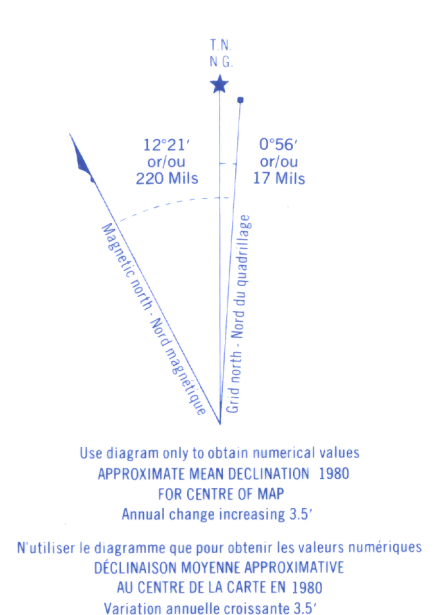 T.N.
N G.
12°21′
or/ou
220 Mils
0°56′
or/ou
17 Mils
Magnetic north - Nord magnétique
Grid north - Nord du quadrillage
Use diagram only to obtain numerical values
APPROXIMATE MEAN DECLINATION 1980
FOR CENTRE OF MAP
Annual change increasing 3.5′
N'utiliser le diagramme que pour obtenir les valeurs numériques
DÉCLINAISON MOYENNE APPROXIMATIVE
AU CENTRE DE LA CARTE EN 1980
Variation annuelle croissante 3.5′